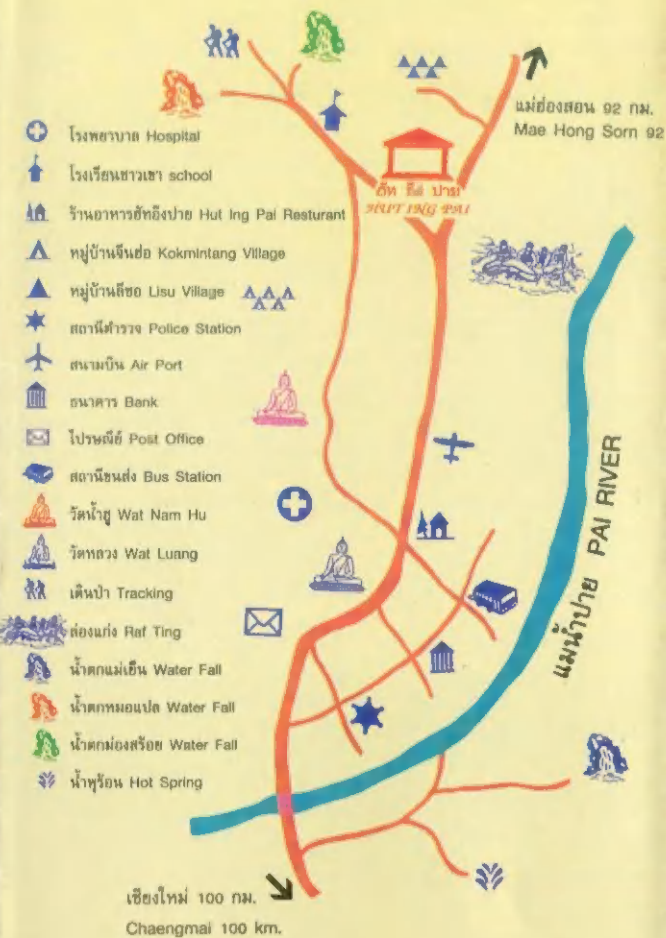 แม่ฮ่องสอน 92 กม.
Mae Hong Sorn 92
ฮัท อิง ปาย
HUT ING PAI
โรงพยาบาล Hospital
โรงเรียนชาวเขา school
ร้านอาหารฮัทอิงปาย Hut Ing Pai Resturant
หมู่บ้านจีนฮ่อ Kokmintang Village
หมู่บ้านลีซอ Lisu Village
สถานีตำรวจ Police Station
สนามบิน Air Port
ธนาคาร Bank
ไปรษณีย์ Post Office
สถานีขนส่ง Bus Station
วัดน้ำฮู Wat Nam Hu
วัดหลวง Wat Luang
เดินป่า Tracking
ล่องแก่ง Raf Ting
น้ำตกแม่เย็น Water Fall
น้ำตกหมอแปล Water Fall
น้ำตกม่องสร้อย Water Fall
น้ำพุร้อน Hot Spring
แม่น้ำปาย PAI RIVER
เชียงใหม่ 100 กม.
Chaengmai 100 km.